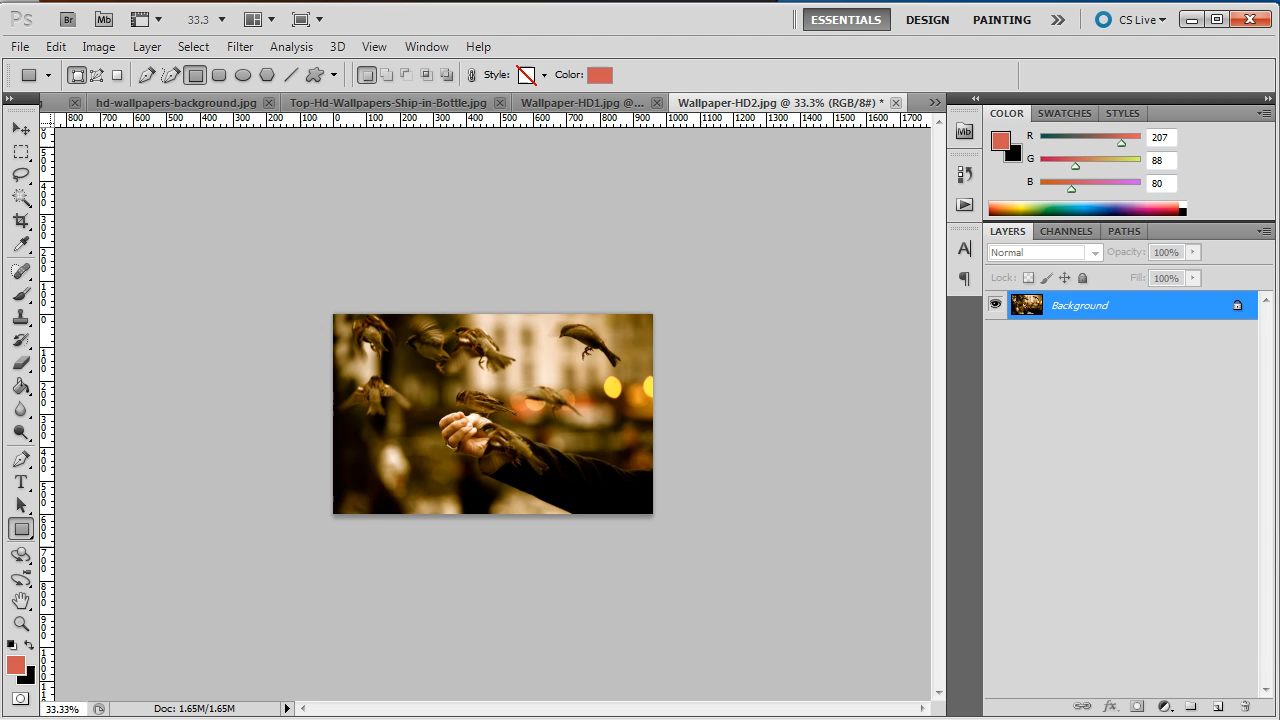 Ps Br Mb 33.3 ESSENTIALS DESIGN PAINTING CS Live
File Edit Image Layer Select Filter Analysis 3D View Window Help
Style: Color:
hd-wallpapers-background.jpg Top-Hd-Wallpapers-Ship-in-Bottle.jpg Wallpaper-HD1.jpg @... Wallpaper-HD2.jpg @ 33.3% (RGB/8#) *
800 700 600 500 400 300 200 100 0 100 200 300 400 500 600 700 800 900 1000 1100 1200 1300 1400 1500 1600 1700
COLOR SWATCHES STYLES
Mb
R 207
G 88
B 80
LAYERS CHANNELS PATHS
Normal Opacity: 100%
Lock: Fill: 100%
Background
A
T
33.33% Doc: 1.65M/1.65M
fx